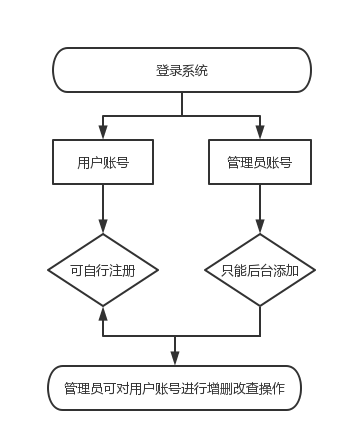 登录系统
用户账号
管理员账号
可自行注册
只能后台添加
管理员可对用户账号进行增删改查操作